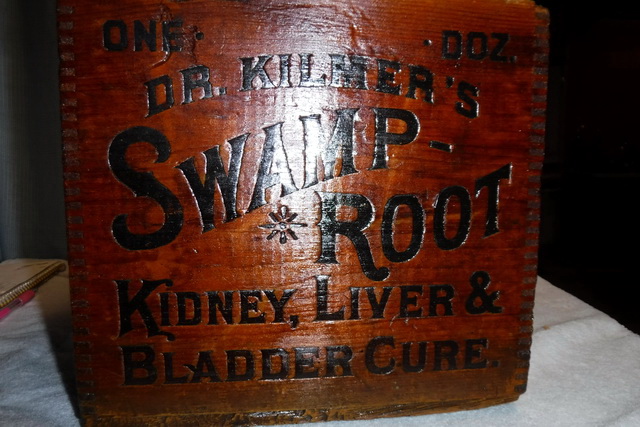 ONE. . DOZ.
DR. KILMER'S
SWAMP-
ROOT
KIDNEY, LIVER &
BLADDER CURE.